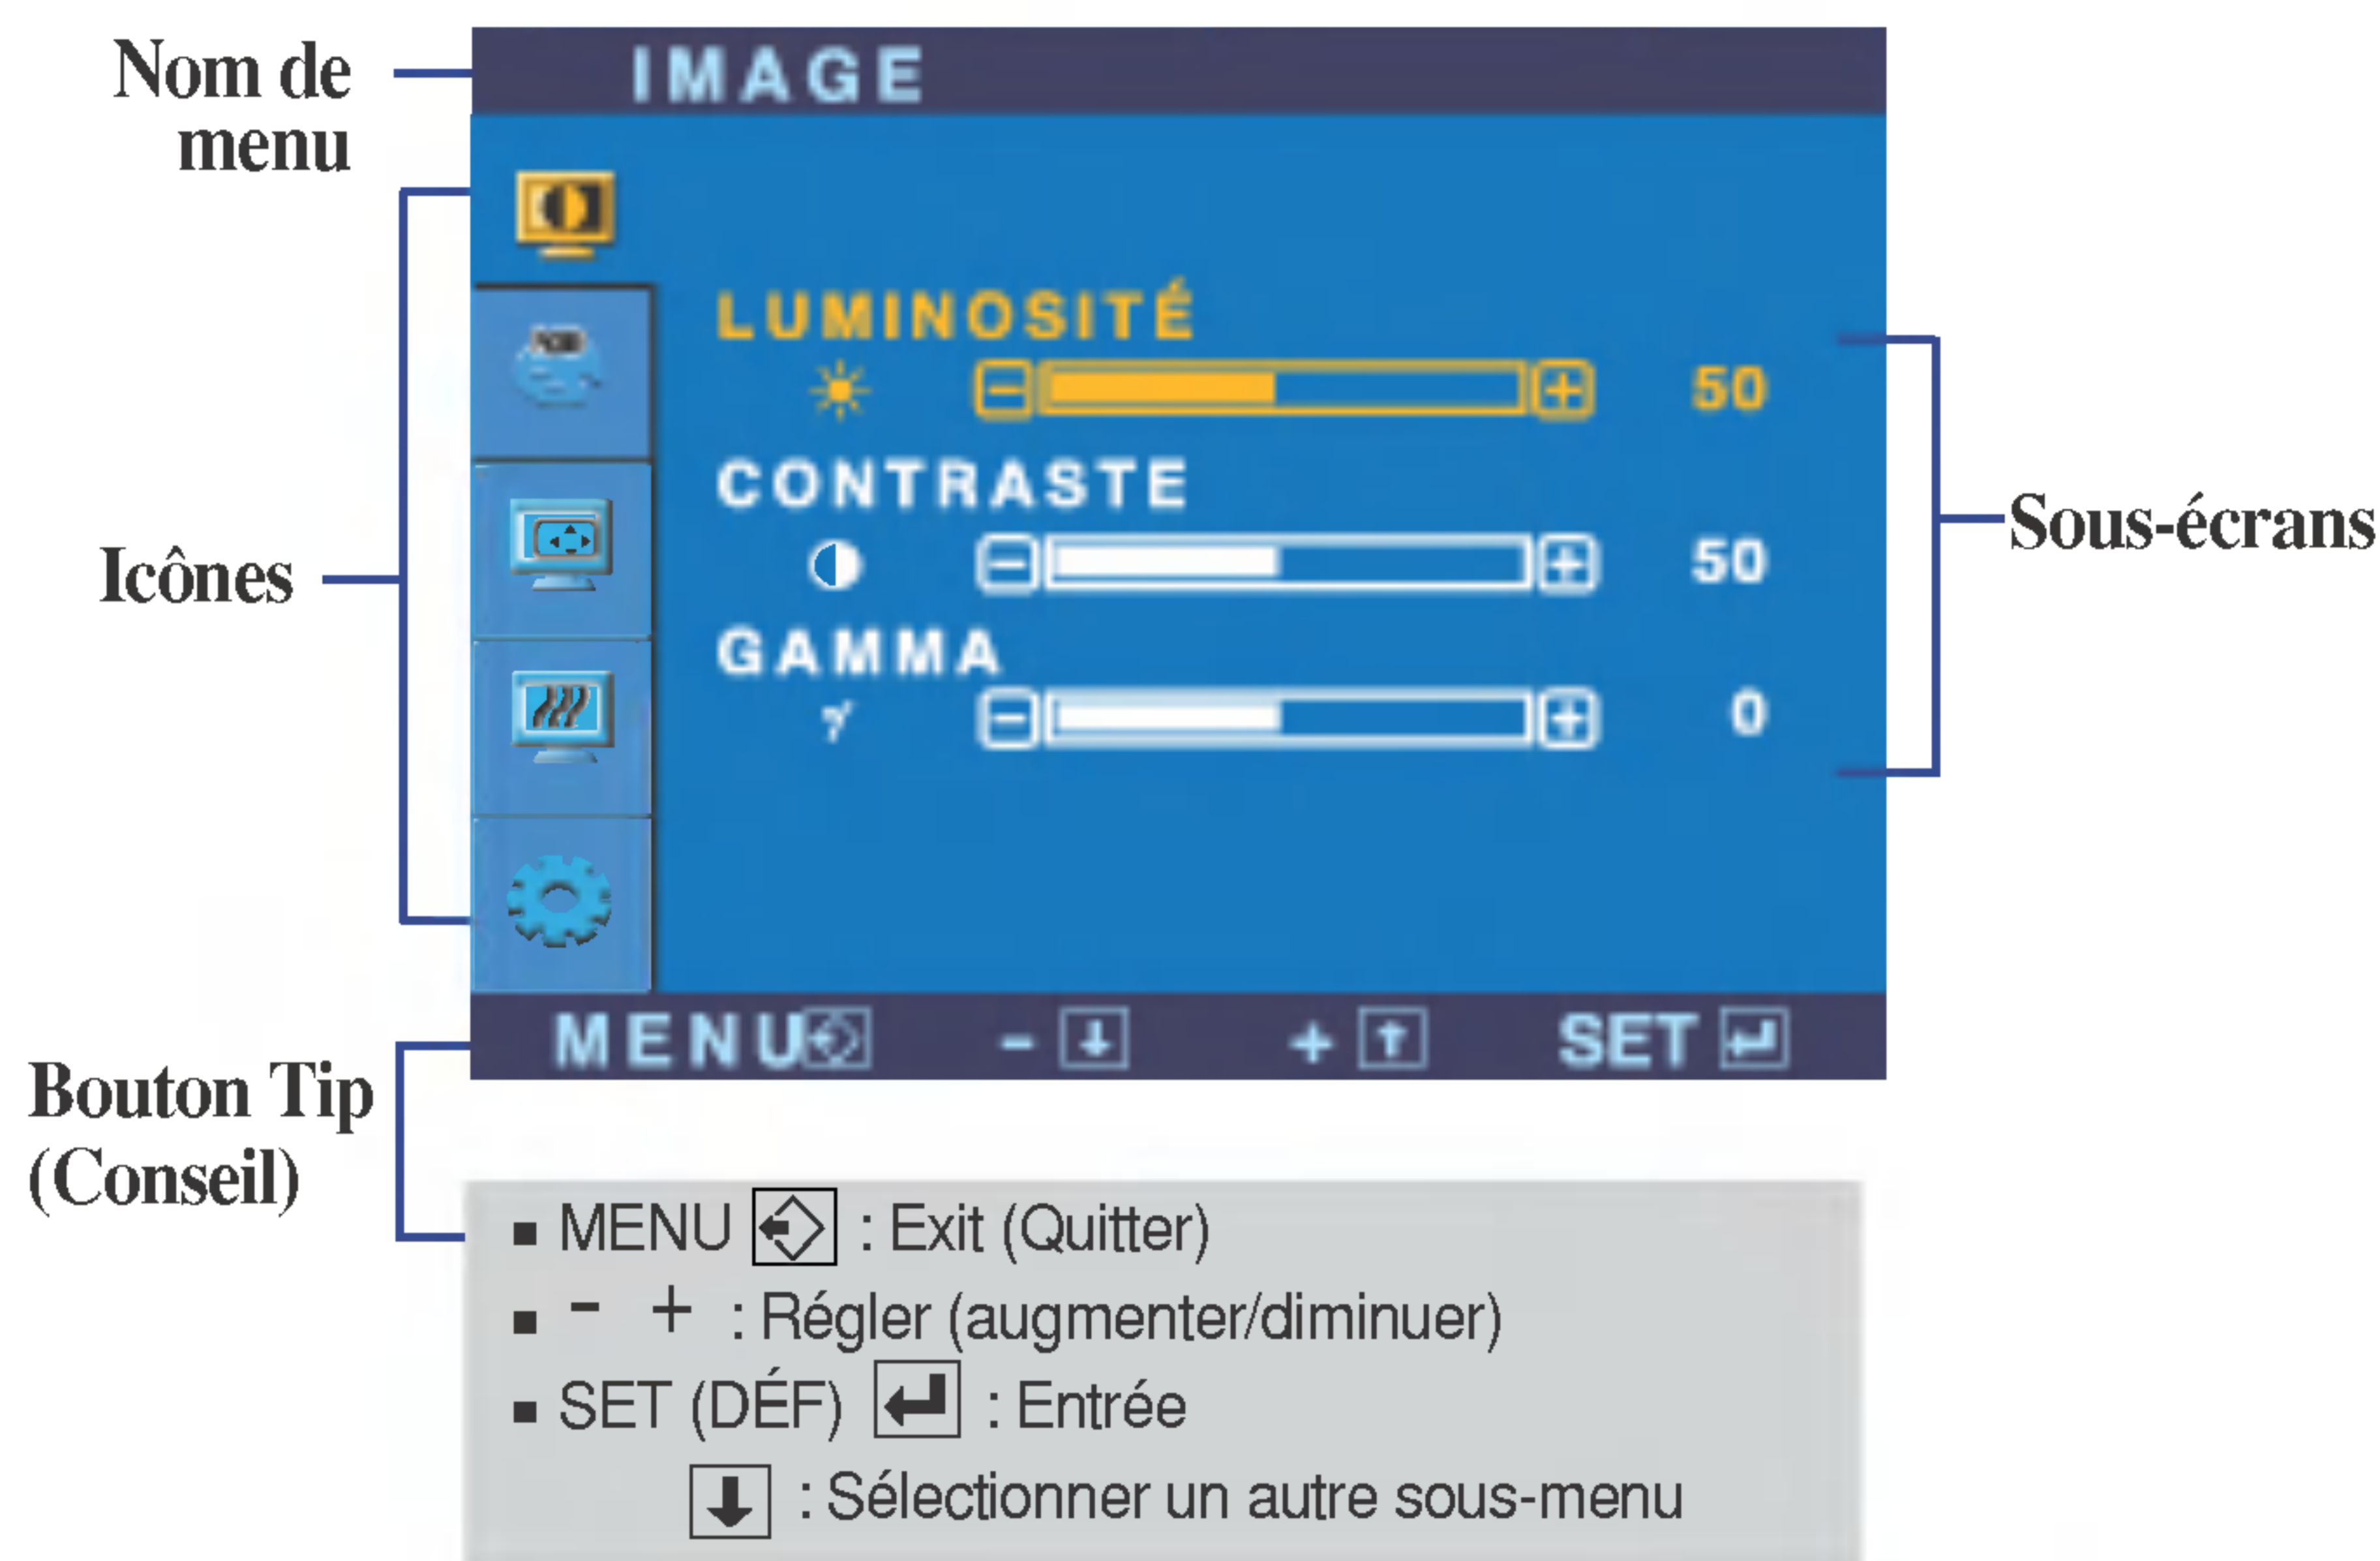 Nom de
menu
IMAGE
LUMINOSITÉ
- + 50
CONTRASTE
- + 50
GAMMA
- + 0
Icônes
Sous-écrans
MENU - ↓ + ↑ SET ↵
Bouton Tip
(Conseil)
▪ MENU : Exit (Quitter)
▪ - + : Régler (augmenter/diminuer)
▪ SET (DÉF) ↵ : Entrée
↓ : Sélectionner un autre sous-menu